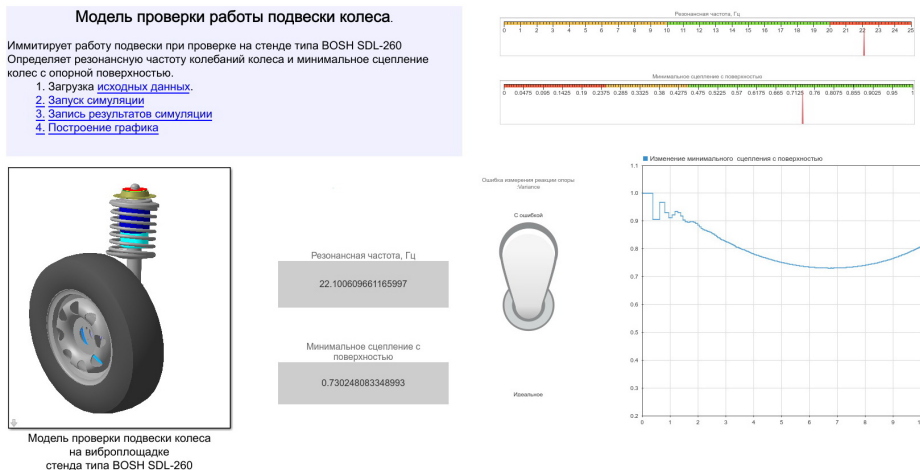 Модель проверки работы подвески колеса.
Иммитирует работу подвески при проверке на стенде типа BOSH SDL-260
Определяет резонансную частоту колебаний колеса и минимальное сцепление
колес с опорной поверхностью.
1. Загрузка исходных данных.
2. Запуск симуляции
3. Запись результатов симуляции
4. Построение графика
Модель проверки подвески колеса
на виброплощадке
стенда типа BOSH SDL-260
Резонансная частота, Гц
22.100609661165997
Минимальное сцепление с
поверхностью
0.730248083348993
Резонансная частота, Гц
0 1 2 3 4 5 6 7 8 9 10 11 12 13 14 15 16 17 18 19 20 21 22 23 24 25
Минимальное сцепление с поверхностью
0 0.0475 0.095 0.1425 0.19 0.2375 0.285 0.3325 0.38 0.4275 0.475 0.5225 0.57 0.6175 0.665 0.7125 0.76 0.8075 0.855 0.9025 0.95 1
Ошибка измерения реакции опоры
:Variance
С ошибкой
Идеальное
Изменение минимального сцепления с поверхностью
1.1
1.0
0.9
0.8
0.7
0.6
0.5
0.4
0.3
0.2
0 1 2 3 4 5 6 7 8 9